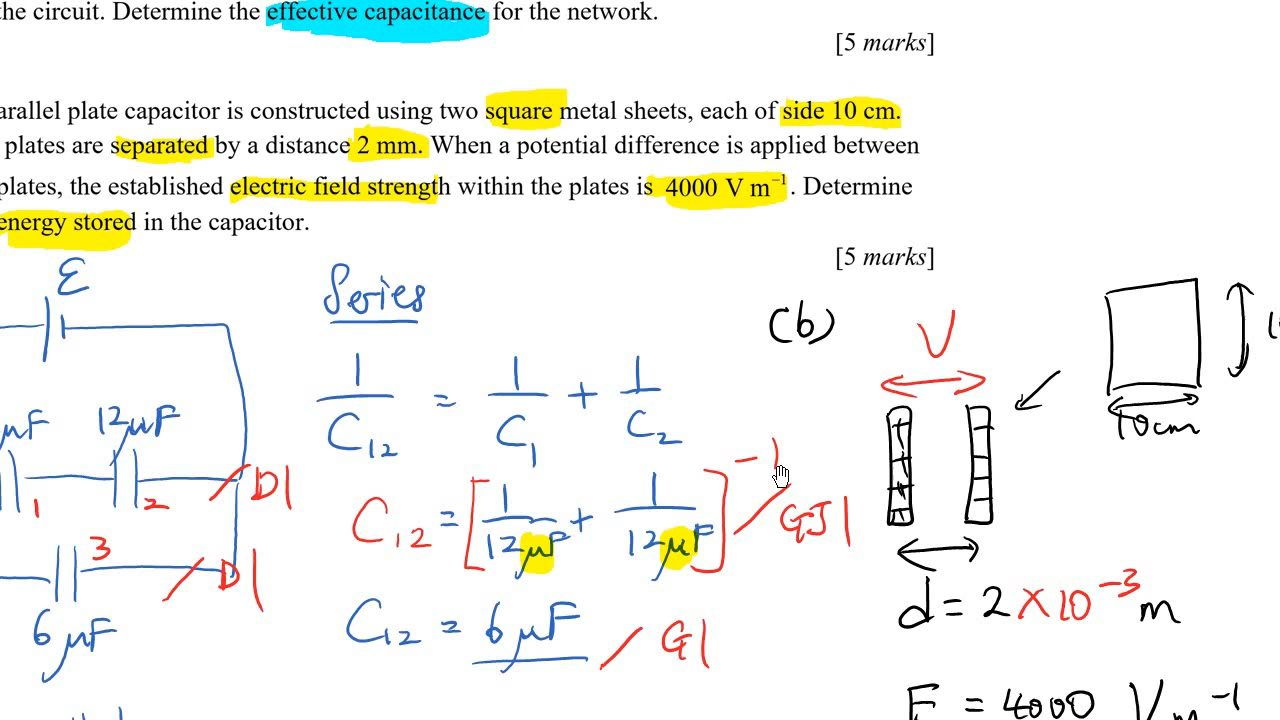 the circuit. Determine the effective capacitance for the network.
[5 marks]
arallel plate capacitor is constructed using two square metal sheets, each of side 10 cm.
plates are separated by a distance 2 mm. When a potential difference is applied between
plates, the established electric field strength within the plates is 4000 V m⁻¹. Determine
energy stored in the capacitor.
[5 marks]
ε
μF 12μF
1 2 / D1
3 / D1
6 μF
Series
1/C₁₂ = 1/C₁ + 1/C₂
C₁₂ = [1/12μF + 1/12μF]⁻¹ / GJ1
C₁₂ = 6μF / G1
(b)
V
10cm
d = 2 × 10⁻³ m
E = 4000 V m⁻¹